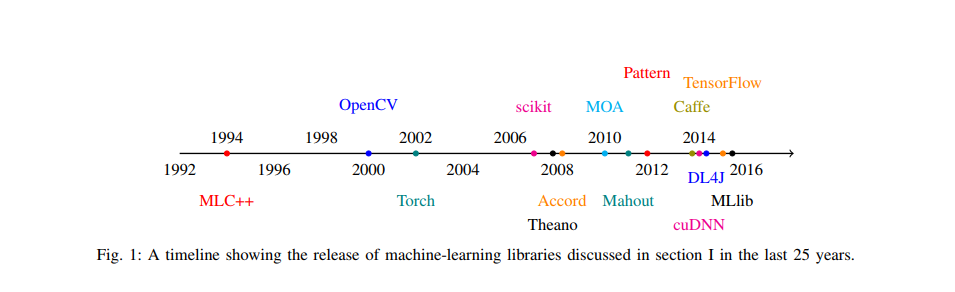 Pattern
TensorFlow
OpenCV scikit MOA Caffe
1994 1998 2002 2006 2010 2014
1992 1996 2000 2004 2008 2012 2016
DL4J
MLC++ Torch Accord Mahout MLlib
Theano cuDNN
Fig. 1: A timeline showing the release of machine-learning libraries discussed in section I in the last 25 years.